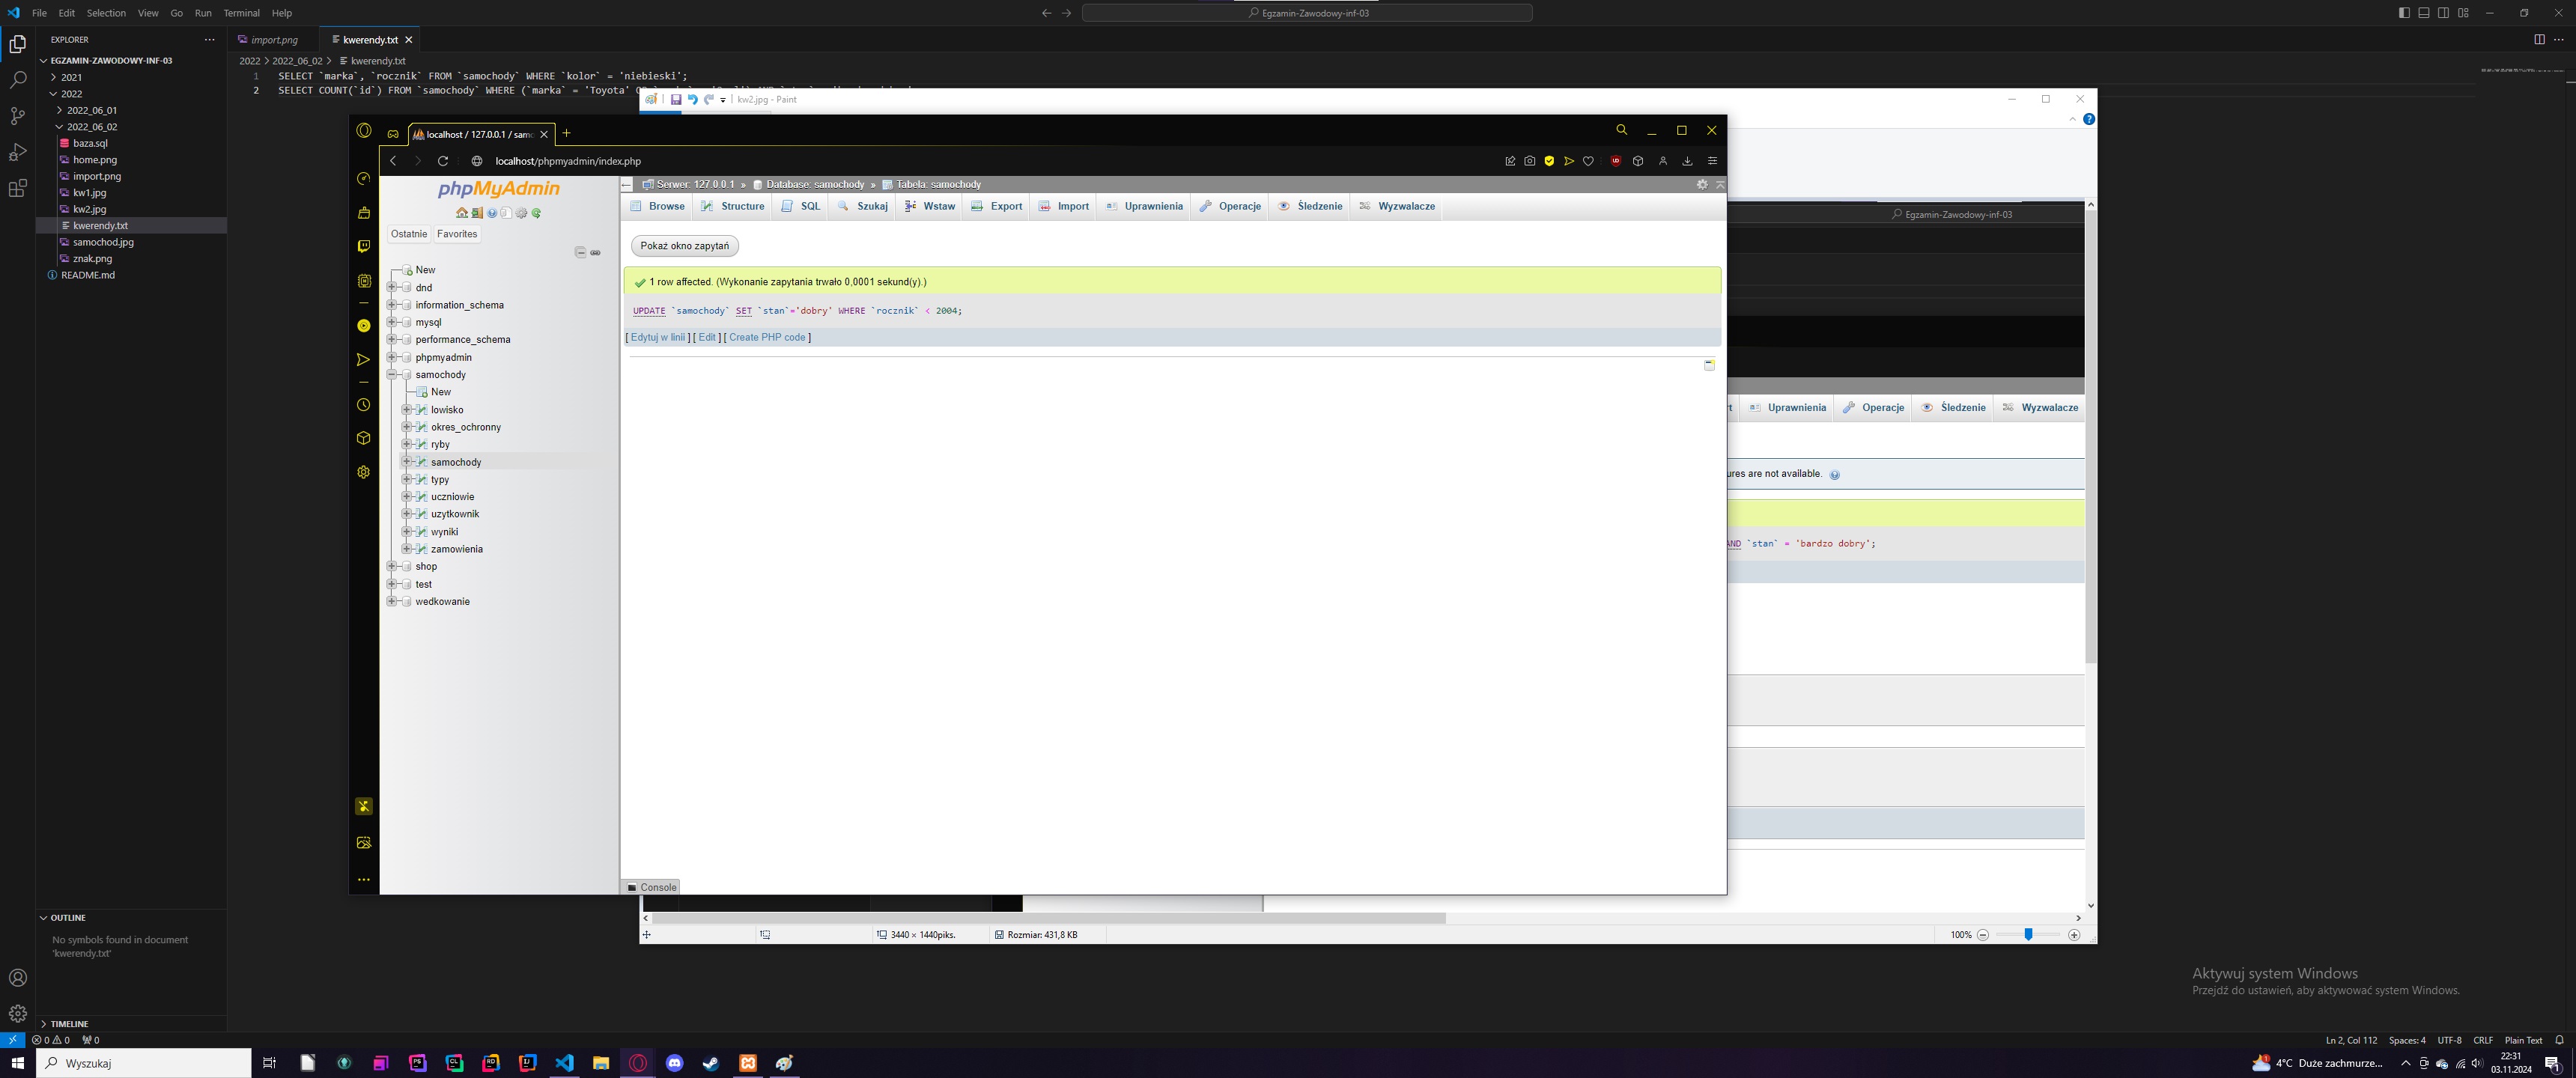 File Edit Selection View Go Run Terminal Help
Egzamin-Zawodowy-inf-03
EXPLORER
import.png
kwerendy.txt
EGZAMIN-ZAWODOWY-INF-03
2021
2022
2022_06_01
2022_06_02
baza.sql
home.png
import.png
kw1.jpg
kw2.jpg
kwerendy.txt
samochod.jpg
znak.png
README.md
2022 > 2022_06_02 > kwerendy.txt
1 SELECT `marka`, `rocznik` FROM `samochody` WHERE `kolor` = 'niebieski';
2 SELECT COUNT(`id`) FROM `samochody` WHERE (`marka` = 'Toyota'
kw2.jpg - Paint
localhost / 127.0.0.1 / samo
localhost/phpmyadmin/index.php
phpMyAdmin
Ostatnie Favorites
New
dnd
information_schema
mysql
performance_schema
phpmyadmin
samochody
New
lowisko
okres_ochronny
ryby
samochody
typy
uczniowie
uzytkownik
wyniki
zamowienia
shop
test
wedkowanie
Serwer: 127.0.0.1 » Database: samochody » Tabela: samochody
Browse Structure SQL Szukaj Wstaw Export Import Uprawnienia Operacje Śledzenie Wyzwalacze
Pokaż okno zapytań
1 row affected. (Wykonanie zapytania trwało 0,0001 sekund(y).)
UPDATE `samochody` SET `stan`='dobry' WHERE `rocznik` < 2004;
[ Edytuj w linii ] [ Edit ] [ Create PHP code ]
Console
Egzamin-Zawodowy-inf-03
Uprawnienia Operacje Śledzenie Wyzwalacze
ures are not available.
AND `stan` = 'bardzo dobry';
3440 × 1440piks.
Rozmiar: 431,8 KB
100%
OUTLINE
No symbols found in document
'kwerendy.txt'
TIMELINE
Aktywuj system Windows
Przejdź do ustawień, aby aktywować system Windows.
0 0 0
Ln 2, Col 112 Spaces: 4 UTF-8 CRLF Plain Text
Wyszukaj
4°C Duże zachmurze...
22:31
03.11.2024